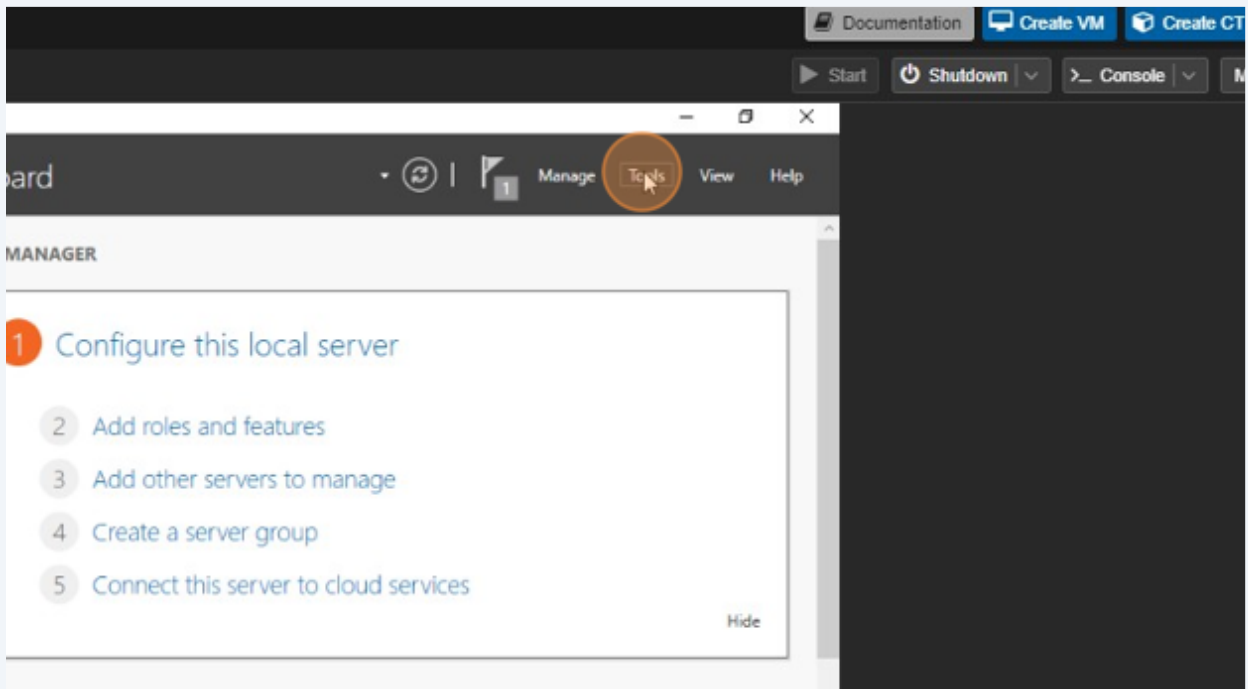 Documentation Create VM Create CT
Start Shutdown >_ Console M
oard 1 Manage Tools View Help
MANAGER
1 Configure this local server
2 Add roles and features
3 Add other servers to manage
4 Create a server group
5 Connect this server to cloud services
Hide